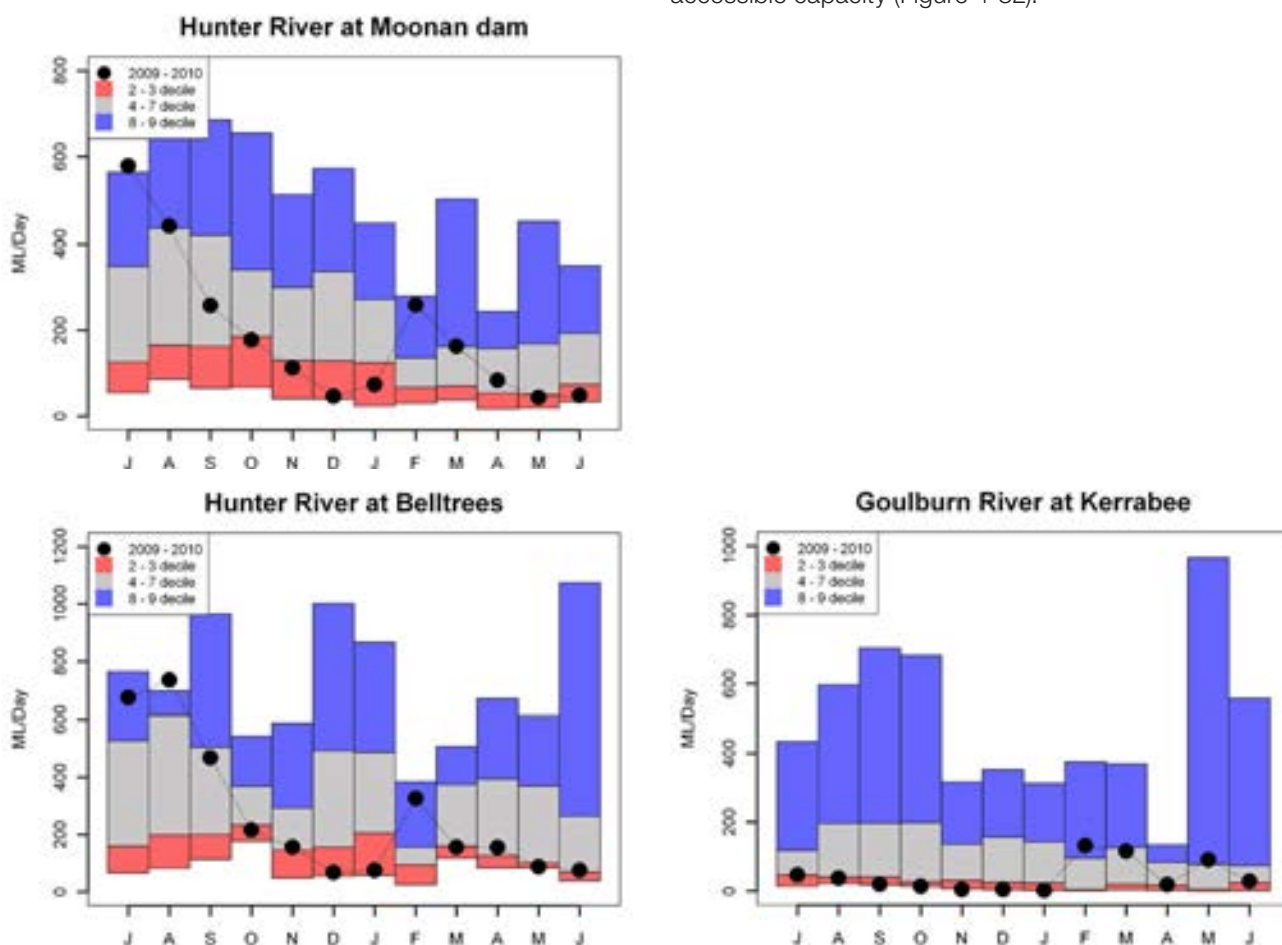 accessible capacity (Figure 4-32).
Hunter River at Moonan dam
2009 - 2010
2 - 3 decile
4 - 7 decile
8 - 9 decile
ML/Day
800
600
400
200
0
J A S O N D J F M A M J
Hunter River at Belltrees
2009 - 2010
2 - 3 decile
4 - 7 decile
8 - 9 decile
ML/Day
1200
1000
800
600
400
200
0
J A S O N D J F M A M J
Goulburn River at Kerrabee
2009 - 2010
2 - 3 decile
4 - 7 decile
8 - 9 decile
ML/Day
1000
800
600
400
200
0
J A S O N D J F M A M J